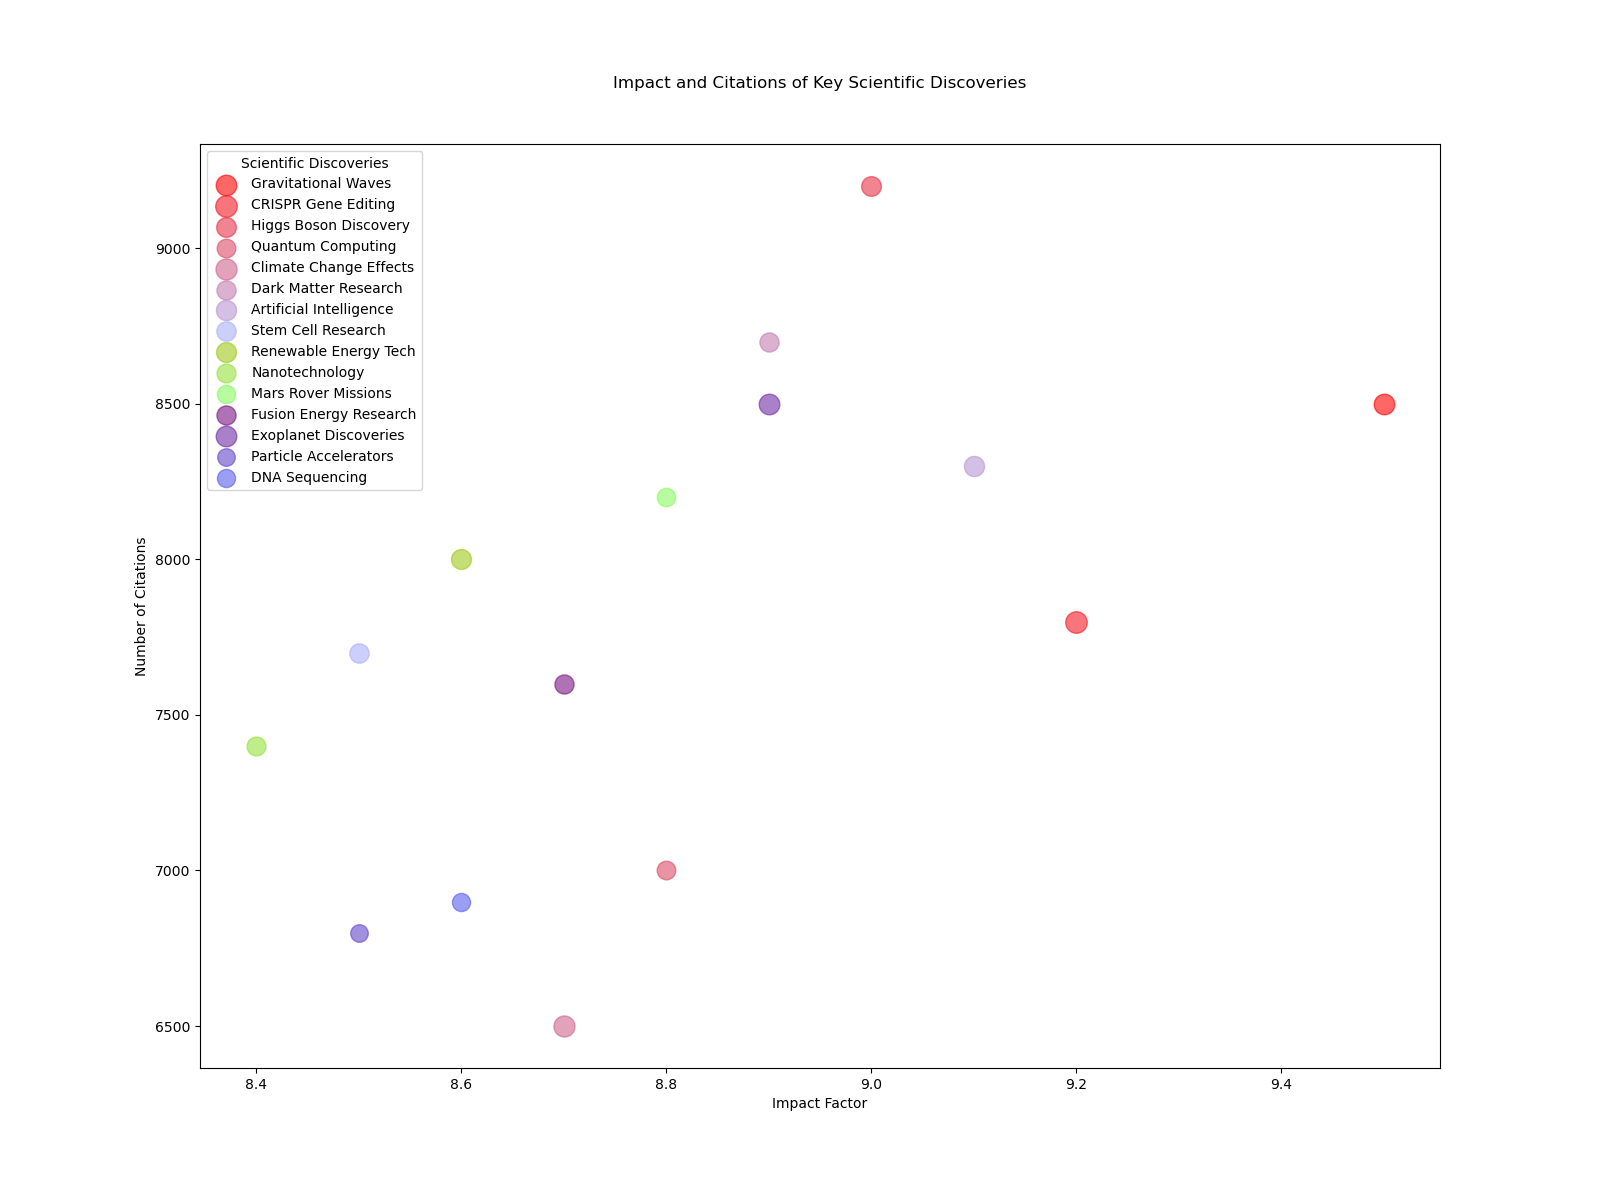 Impact and Citations of Key Scientific Discoveries
Scientific Discoveries
Gravitational Waves
CRISPR Gene Editing
Higgs Boson Discovery
Quantum Computing
Climate Change Effects
Dark Matter Research
Artificial Intelligence
Stem Cell Research
Renewable Energy Tech
Nanotechnology
Mars Rover Missions
Fusion Energy Research
Exoplanet Discoveries
Particle Accelerators
DNA Sequencing
Number of Citations
9000
8500
8000
7500
7000
6500
8.4 8.6 8.8 9.0 9.2 9.4
Impact Factor